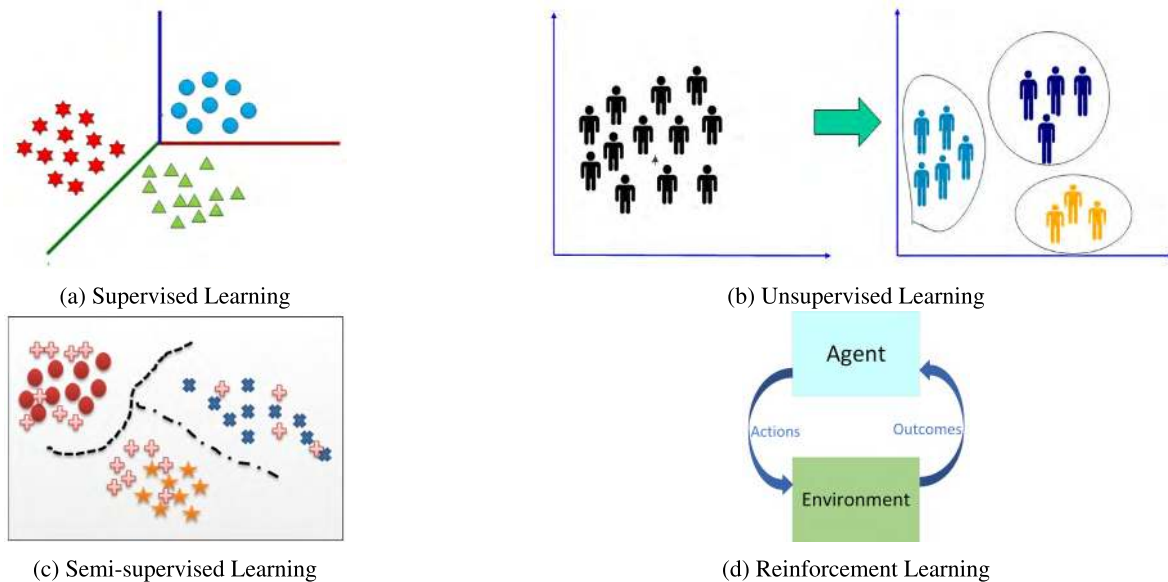 (a) Supervised Learning
(b) Unsupervised Learning
Agent
Actions
Outcomes
Environment
(c) Semi-supervised Learning
(d) Reinforcement Learning